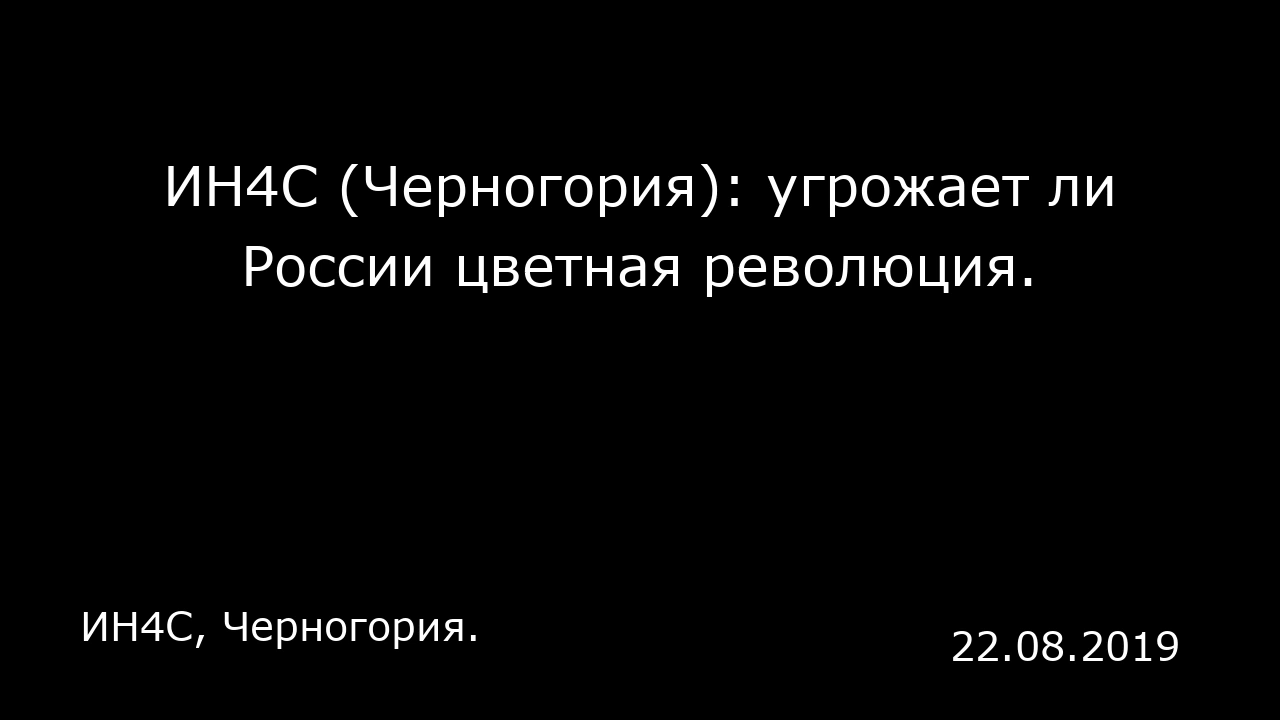 ИН4С (Черногория): угрожает ли
России цветная революция.
ИН4С, Черногория.
22.08.2019